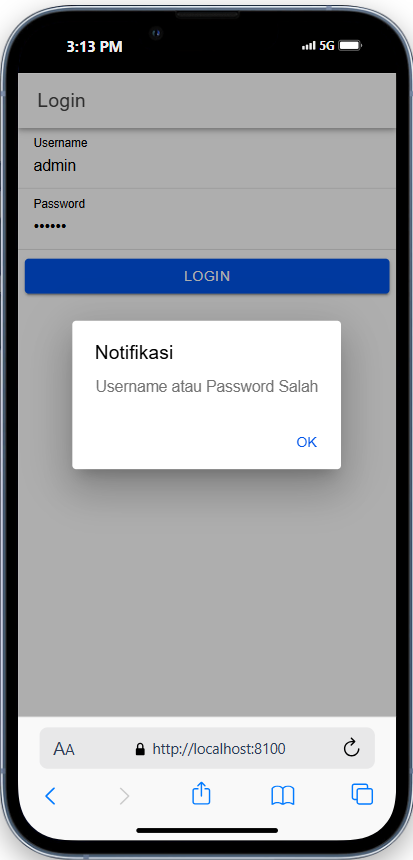 3:13 PM
5G
Login
Username
admin
Password
••••••
LOGIN
Notifikasi
Username atau Password Salah
OK
AA
http://localhost:8100